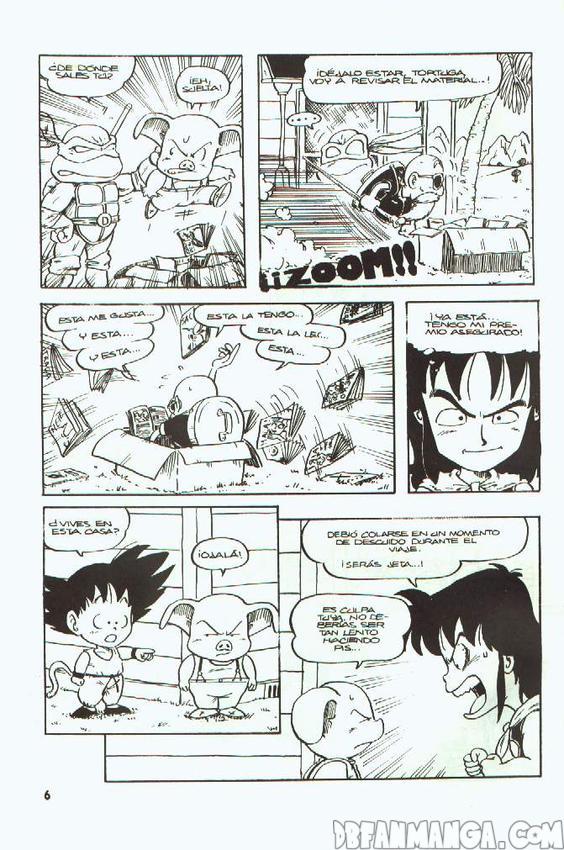 ¿DE DÓNDE
SALES TÚ?
¡EH,
SUELTA!
¡DÉJALO ESTAR, TORTUGA,
VOY A REVISAR EL MATERIAL..!
...
¡¡ZOOM!!
ESTA ME GUSTA...
Y ESTA...
Y ESTA...
ESTA LA TENGO...
ESTA LA LEÍ...
ESTA...
¡YA ESTÁ...
TENGO MI PRE-
MIO ASEGURADO!
¿VIVES EN
ESTA CASA?
¡OJALÁ!
DEBIÓ COLARSE EN UN MOMENTO
DE DESCUIDO DURANTE EL
VIAJE.
¡SERÁS JETA...!
ES CULPA
TUYA, NO DE-
BERÍAS SER
TAN LENTO
HACIENDO
PIS...
6
DBFANMANGA.COM